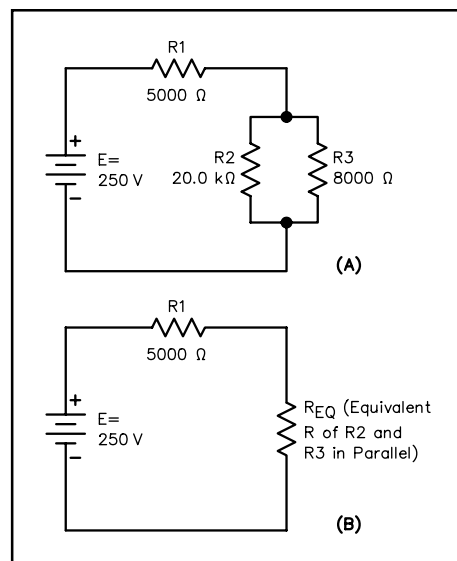 R1
5000 Ω
+
E=
250 V
–
R2
20.0 kΩ
R3
8000 Ω
(A)
R1
5000 Ω
+
E=
250 V
–
REQ (Equivalent
R of R2 and
R3 in Parallel)
(B)